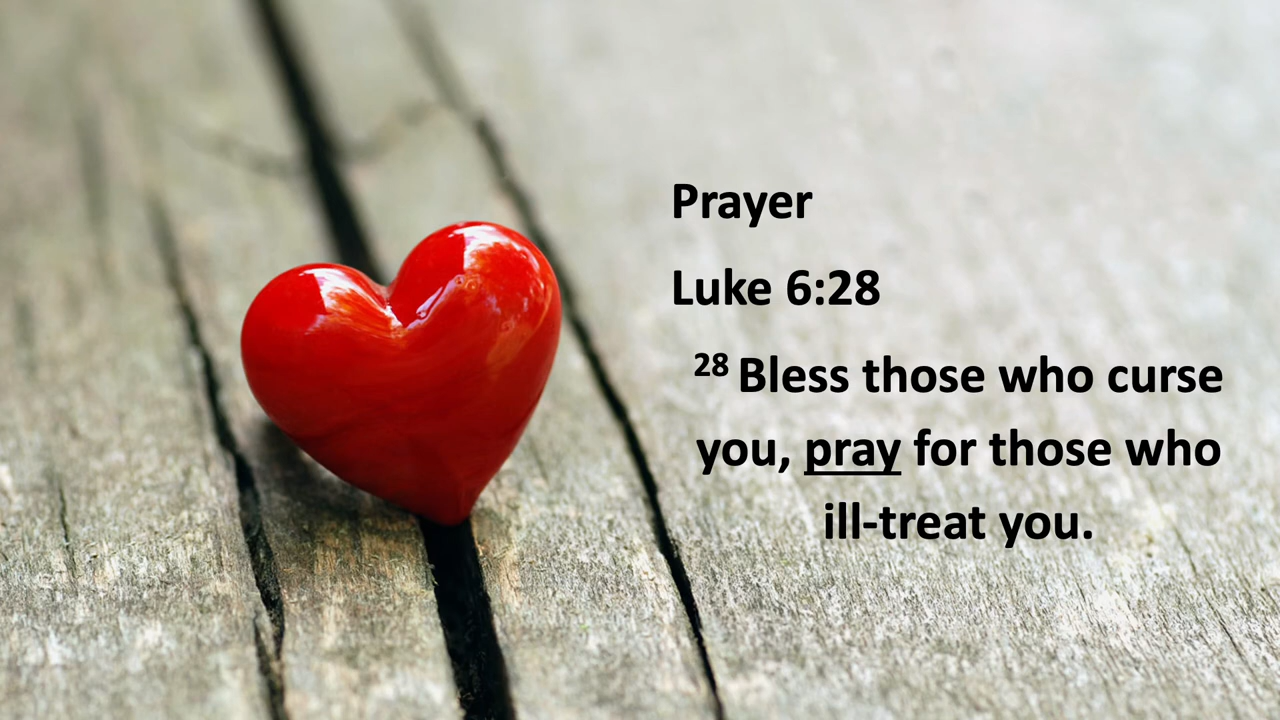 Prayer
Luke 6:28
28 Bless those who curse
you, pray for those who
ill-treat you.